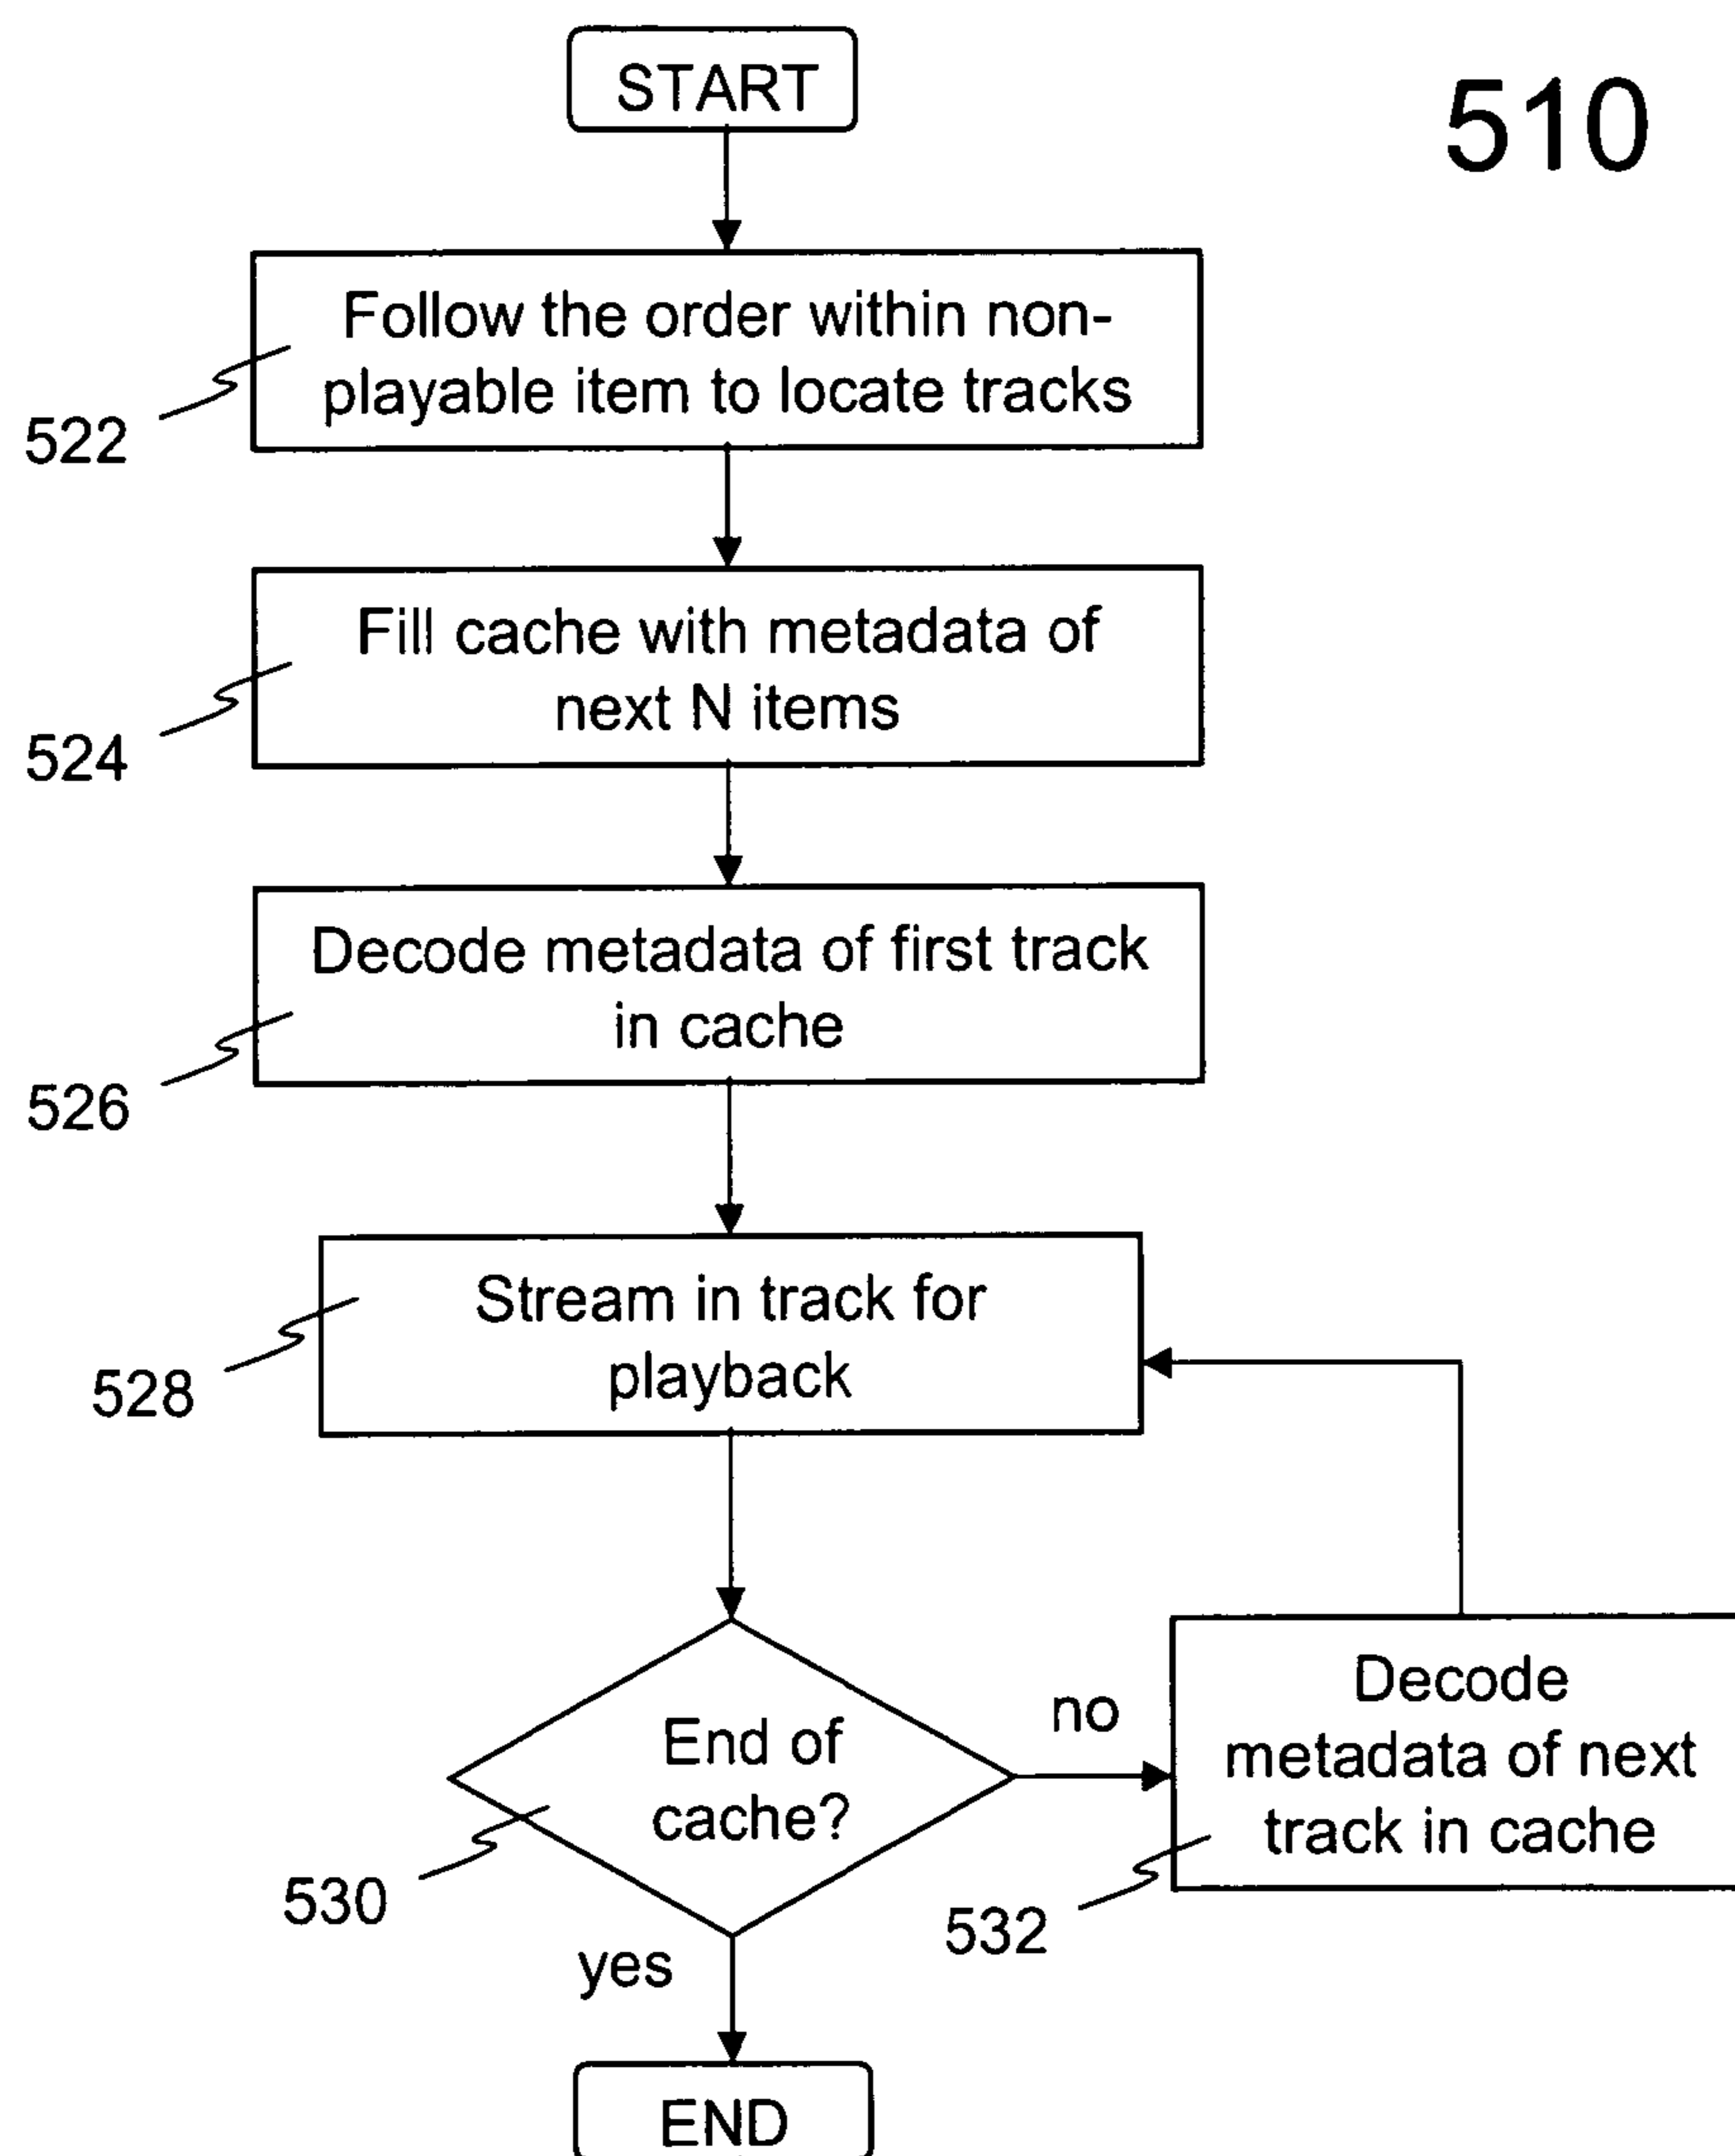 START
510
Follow the order within non-
playable item to locate tracks
522
Fill cache with metadata of
next N items
524
Decode metadata of first track
in cache
526
Stream in track for
playback
528
End of
cache?
530
no
Decode
metadata of next
track in cache
532
yes
END